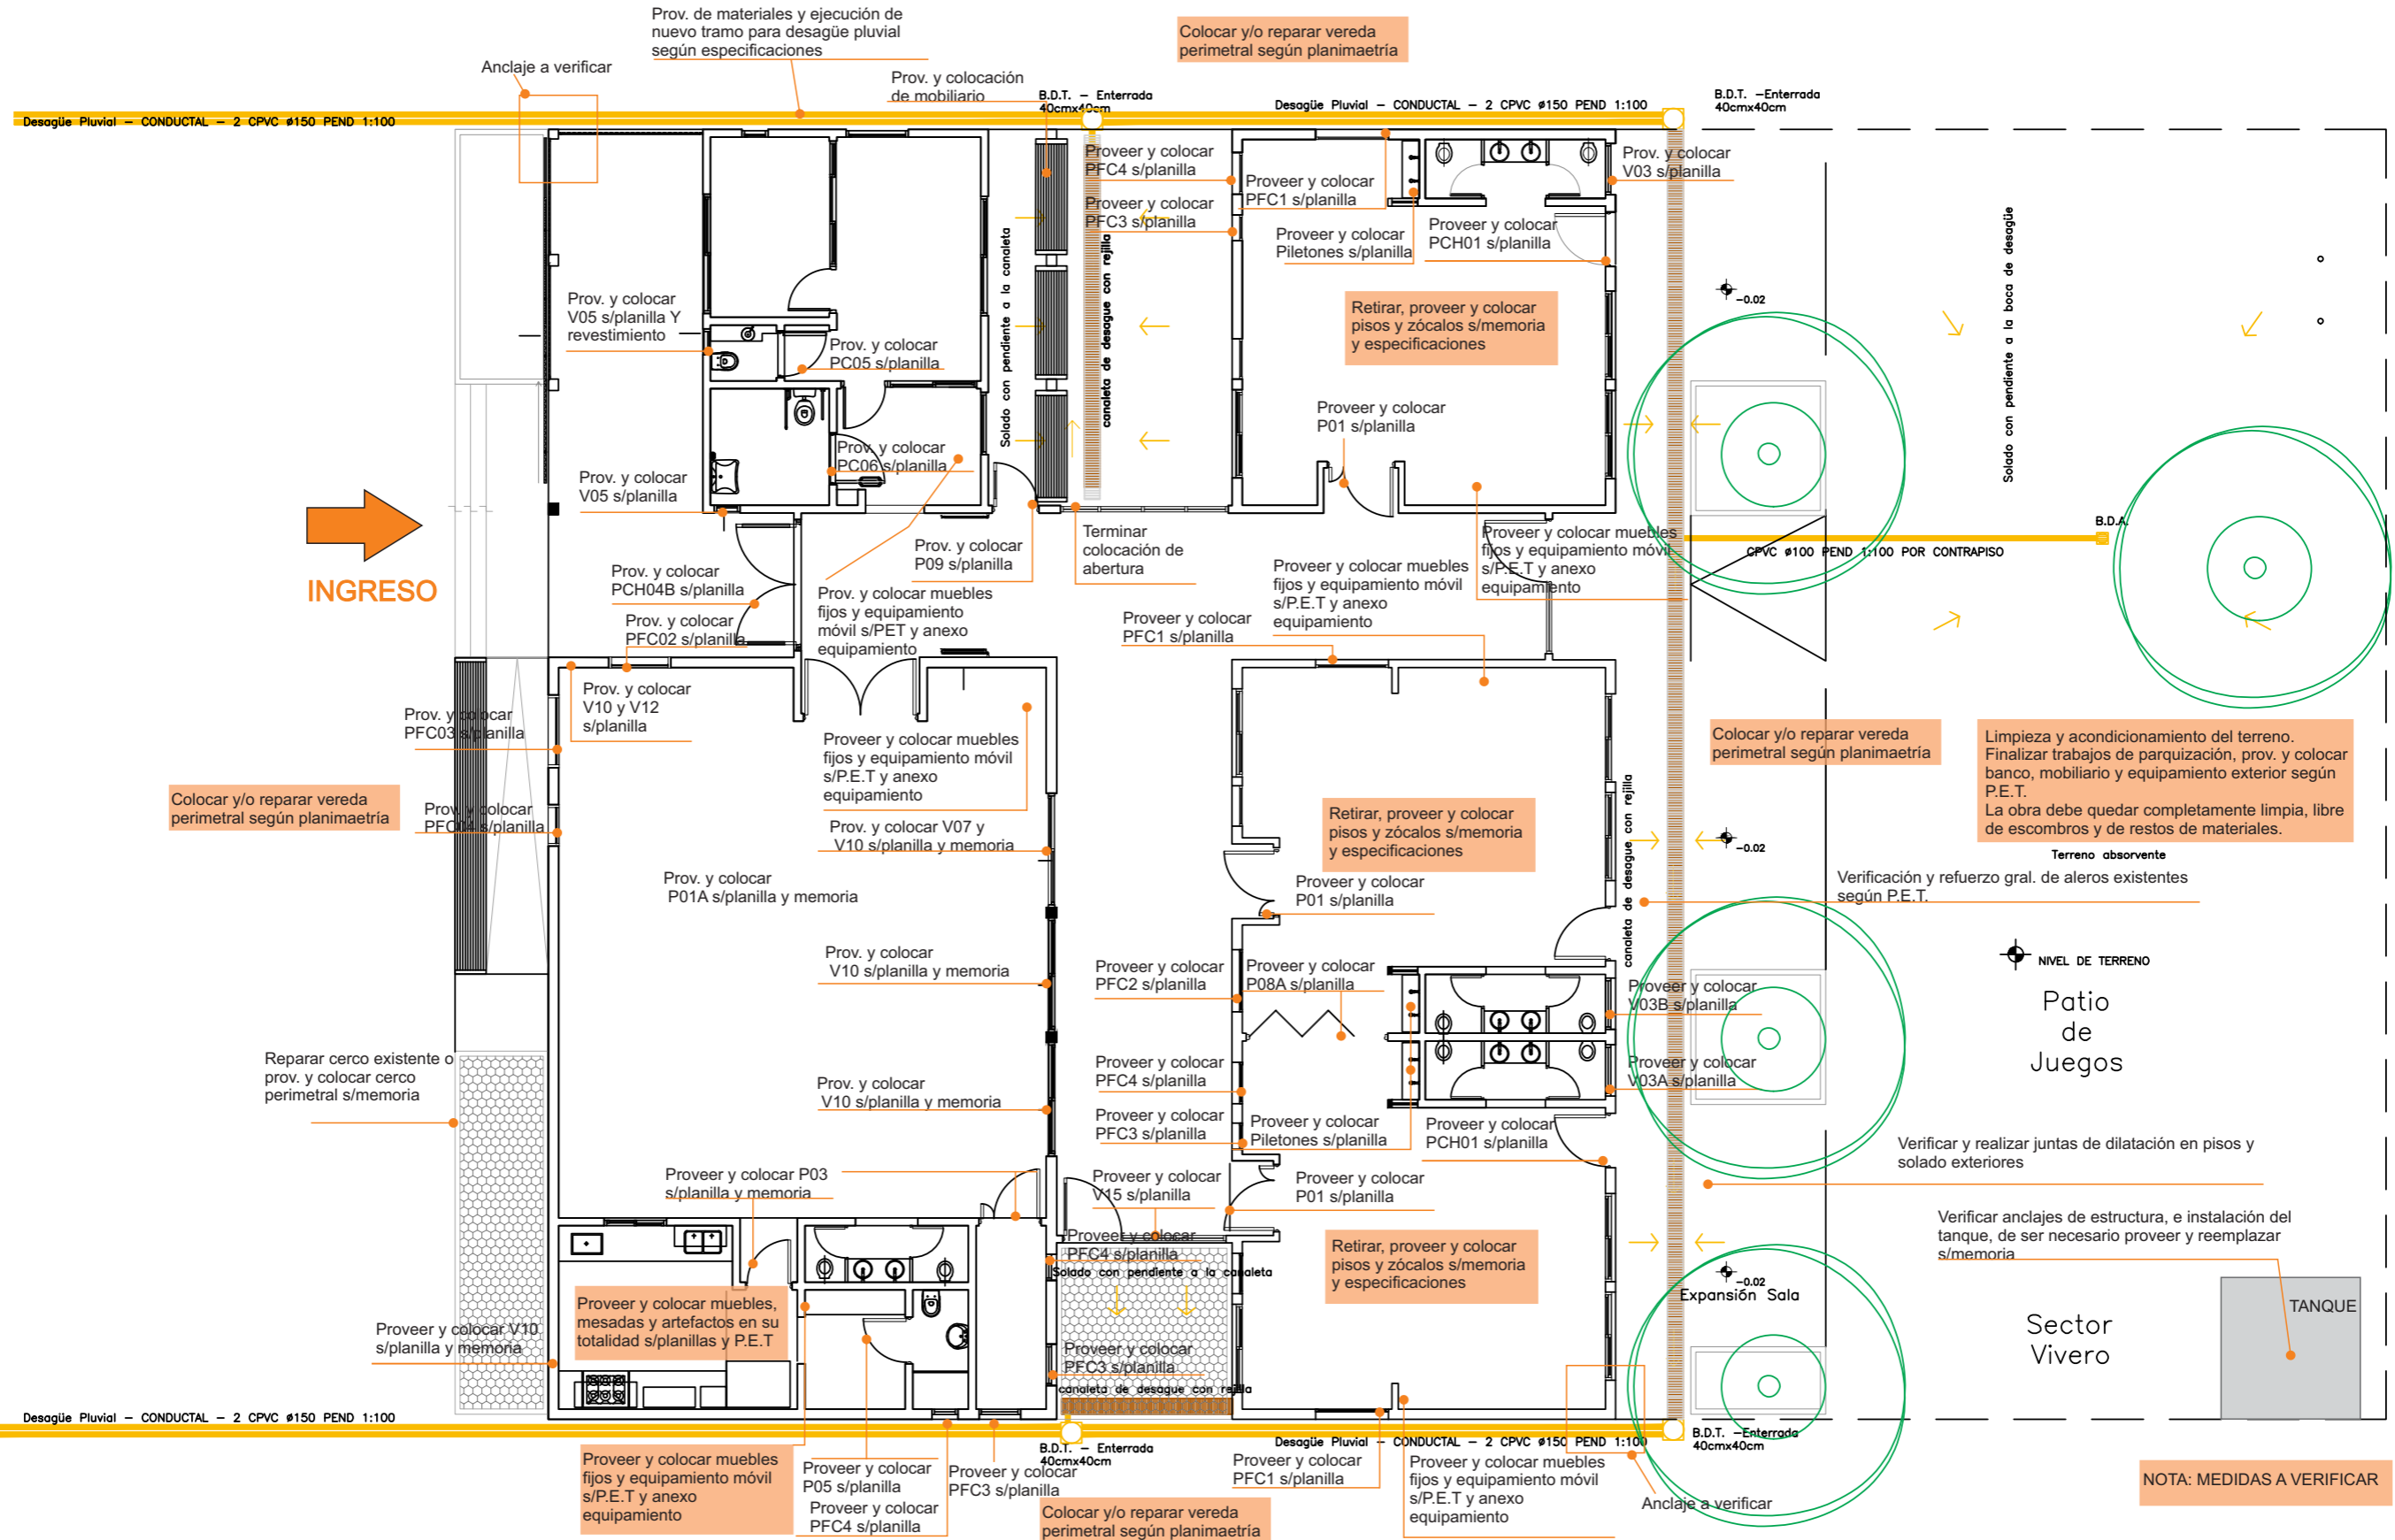 Prov. de materiales y ejecución de
nuevo tramo para desagüe pluvial
según especificaciones
Colocar y/o reparar vereda
perimetral según planimaetría
Anclaje a verificar
Prov. y colocación
de mobiliario
B.D.T. – Enterrada
40cmx40cm
Desagüe Pluvial – CONDUCTAL – 2 CPVC ø150 PEND 1:100
B.D.T. –Enterrada
40cmx40cm
Desagüe Pluvial – CONDUCTAL – 2 CPVC ø150 PEND 1:100
Proveer y colocar
PFC4 s/planilla
Proveer y colocar
PFC1 s/planilla
Prov. y colocar
V03 s/planilla
Proveer y colocar
PFC3 s/planilla
Proveer y colocar
Piletones s/planilla
Proveer y colocar
PCH01 s/planilla
Solado con pendiente a la canaleta
canaleta de desague con rejilla
Solado con pendiente a la boca de desagüe
Prov. y colocar
V05 s/planilla Y
revestimiento
Prov. y colocar
PC05 s/planilla
Retirar, proveer y colocar
pisos y zócalos s/memoria
y especificaciones
-0.02
Proveer y colocar
P01 s/planilla
Prov. y colocar
PC06 s/planilla
Prov. y colocar
V05 s/planilla
INGRESO
Prov. y colocar
P09 s/planilla
Terminar
colocación de
abertura
Proveer y colocar muebles
fijos y equipamiento móvil
s/P.E.T y anexo
equipamiento
B.D.A.
CPVC ø100 PEND 1:100 POR CONTRAPISO
Prov. y colocar
PCH04B s/planilla
Prov. y colocar
PFC02 s/planilla
Prov. y colocar muebles
fijos y equipamiento
móvil s/PET y anexo
equipamiento
Proveer y colocar muebles
fijos y equipamiento móvil
s/P.E.T y anexo
equipamiento
Proveer y colocar
PFC1 s/planilla
Prov. y colocar
V10 y V12
s/planilla
Prov. y colocar
PFC03 s/planilla
Proveer y colocar muebles
fijos y equipamiento móvil
s/P.E.T y anexo
equipamiento
Colocar y/o reparar vereda
perimetral según planimaetría
Limpieza y acondicionamiento del terreno.
Finalizar trabajos de parquización, prov. y colocar
banco, mobiliario y equipamiento exterior según
P.E.T.
La obra debe quedar completamente limpia, libre
de escombros y de restos de materiales.
Colocar y/o reparar vereda
perimetral según planimaetría
Prov. y colocar
PFC04 s/planilla
Prov. y colocar V07 y
V10 s/planilla y memoria
Retirar, proveer y colocar
pisos y zócalos s/memoria
y especificaciones
canaleta de desague con rejilla
-0.02
Terreno absorvente
Prov. y colocar
P01A s/planilla y memoria
Proveer y colocar
P01 s/planilla
Verificación y refuerzo gral. de aleros existentes
según P.E.T.
Prov. y colocar
V10 s/planilla y memoria
Proveer y colocar
PFC2 s/planilla
Proveer y colocar
P08A s/planilla
Proveer y colocar
V03B s/planilla
NIVEL DE TERRENO
Patio
de
Juegos
Reparar cerco existente o
prov. y colocar cerco
perimetral s/memoria
Prov. y colocar
V10 s/planilla y memoria
Proveer y colocar
PFC4 s/planilla
Proveer y colocar
V03A s/planilla
Proveer y colocar
PFC3 s/planilla
Proveer y colocar
Piletones s/planilla
Proveer y colocar
PCH01 s/planilla
Verificar y realizar juntas de dilatación en pisos y
solado exteriores
Proveer y colocar P03
s/planilla y memoria
Proveer y colocar
V15 s/planilla
Proveer y colocar
P01 s/planilla
Verificar anclajes de estructura, e instalación del
tanque, de ser necesario proveer y reemplazar
s/memoria
Proveer y colocar
PFC4 s/planilla
Solado con pendiente a la canaleta
Retirar, proveer y colocar
pisos y zócalos s/memoria
y especificaciones
-0.02
Expansión Sala
TANQUE
Sector
Vivero
Proveer y colocar muebles,
mesadas y artefactos en su
totalidad s/planillas y P.E.T
Proveer y colocar V10
s/planilla y memoria
Proveer y colocar
PFC3 s/planilla
canaleta de desague con rejilla
Desagüe Pluvial – CONDUCTAL – 2 CPVC ø150 PEND 1:100
B.D.T. – Enterrada
40cmx40cm
Desagüe Pluvial – CONDUCTAL – 2 CPVC ø150 PEND 1:100
B.D.T. –Enterrada
40cmx40cm
Proveer y colocar muebles
fijos y equipamiento móvil
s/P.E.T y anexo
equipamiento
Proveer y colocar
P05 s/planilla
Proveer y colocar
PFC4 s/planilla
Proveer y colocar
PFC3 s/planilla
Proveer y colocar
PFC1 s/planilla
Proveer y colocar muebles
fijos y equipamiento móvil
s/P.E.T y anexo
equipamiento
Anclaje a verificar
NOTA: MEDIDAS A VERIFICAR
Colocar y/o reparar vereda
perimetral según planimaetría